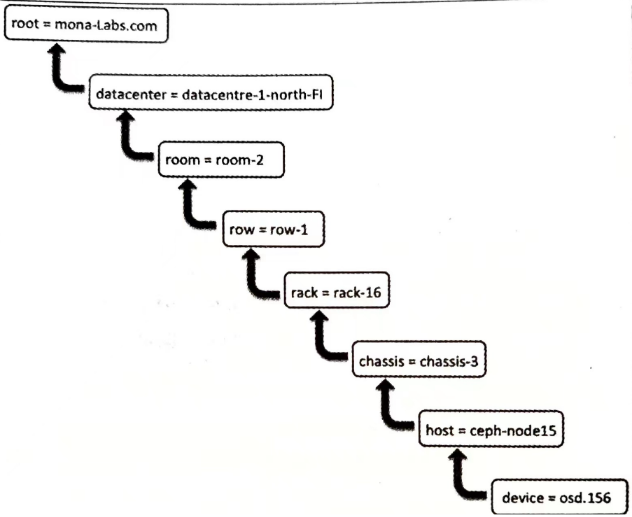 root = mona-Labs.com
datacenter = datacentre-1-north-FI
room = room-2
row = row-1
rack = rack-16
chassis = chassis-3
host = ceph-node15
device = osd.156